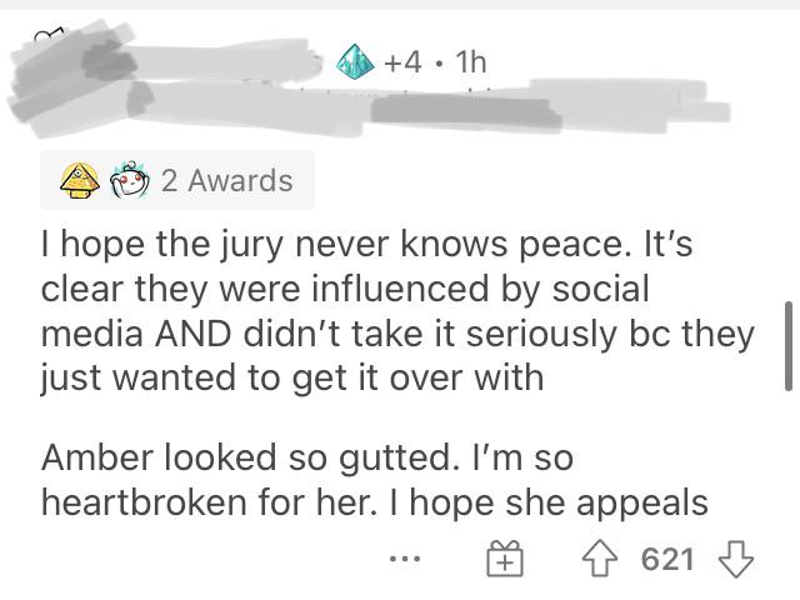 +4 • 1h
2 Awards
I hope the jury never knows peace. It's
clear they were influenced by social
media AND didn't take it seriously bc they
just wanted to get it over with
Amber looked so gutted. I'm so
heartbroken for her. I hope she appeals
... 621